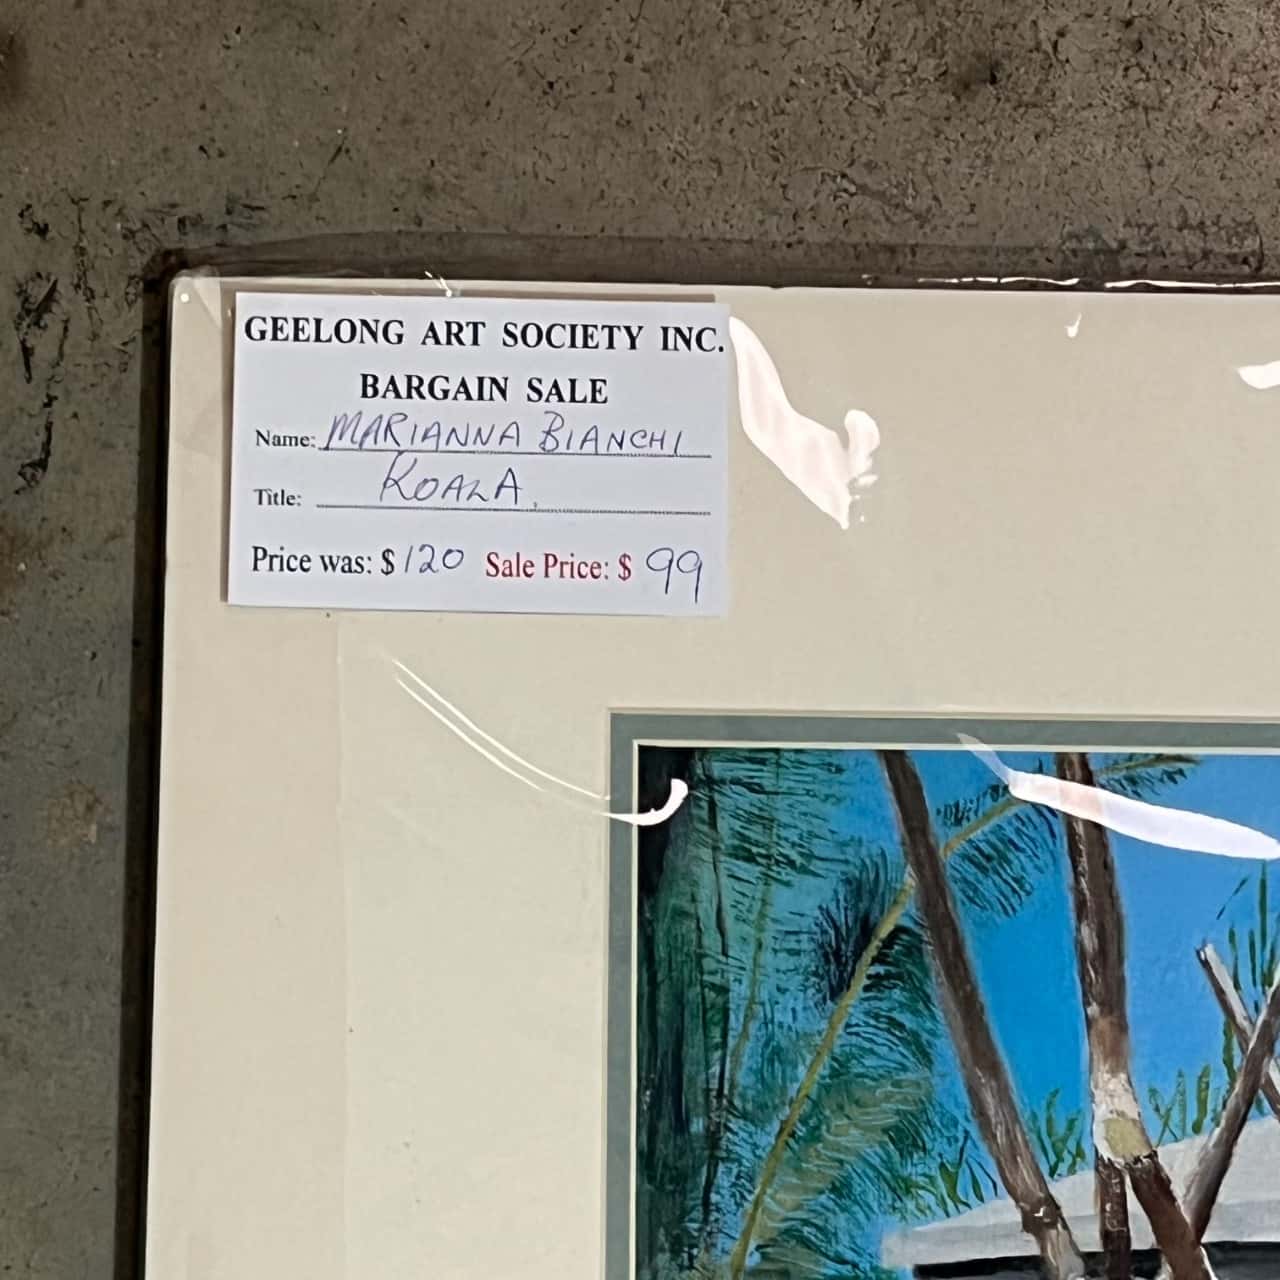 GEELONG ART SOCIETY INC.
BARGAIN SALE
Name: MARIANNA BIANCHI
Title: KOALA
Price was: $120 Sale Price: $ 99